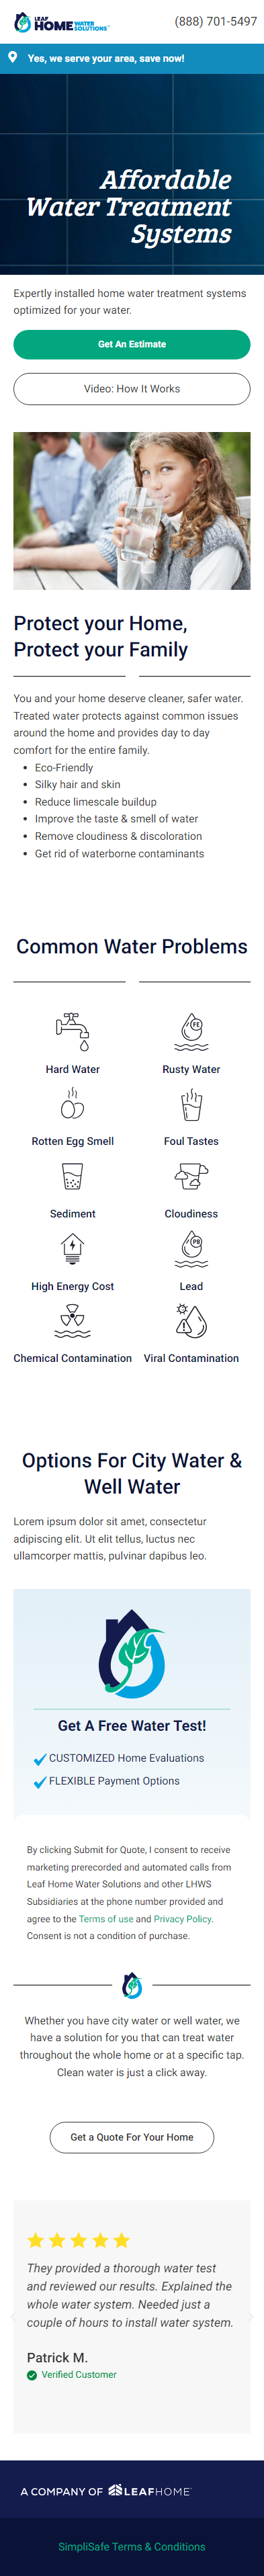 LEAF
HOME WATER SOLUTIONS
(888) 701-5497
Yes, we serve your area, save now!
Affordable
Water Treatment
Systems
Expertly installed home water treatment systems
optimized for your water.
Get An Estimate
Video: How It Works
Protect your Home,
Protect your Family
You and your home deserve cleaner, safer water.
Treated water protects against common issues
around the home and provides day to day
comfort for the entire family.
• Eco-Friendly
• Silky hair and skin
• Reduce limescale buildup
• Improve the taste & smell of water
• Remove cloudiness & discoloration
• Get rid of waterborne contaminants
Common Water Problems
FE
Hard Water
Rusty Water
Rotten Egg Smell
Foul Tastes
Sediment
Cloudiness
PB
High Energy Cost
Lead
Chemical Contamination
Viral Contamination
Options For City Water &
Well Water
Lorem ipsum dolor sit amet, consectetur
adipiscing elit. Ut elit tellus, luctus nec
ullamcorper mattis, pulvinar dapibus leo.
Get A Free Water Test!
CUSTOMIZED Home Evaluations
FLEXIBLE Payment Options
By clicking Submit for Quote, I consent to receive
marketing prerecorded and automated calls from
Leaf Home Water Solutions and other LHWS
Subsidiaries at the phone number provided and
agree to the Terms of use and Privacy Policy.
Consent is not a condition of purchase.
Whether you have city water or well water, we
have a solution for you that can treat water
throughout the whole home or at a specific tap.
Clean water is just a click away.
Get a Quote For Your Home
They provided a thorough water test
and reviewed our results. Explained the
whole water system. Needed just a
couple of hours to install water system.
Patrick M.
Verified Customer
A COMPANY OF LEAFHOME
SimpliSafe Terms & Conditions